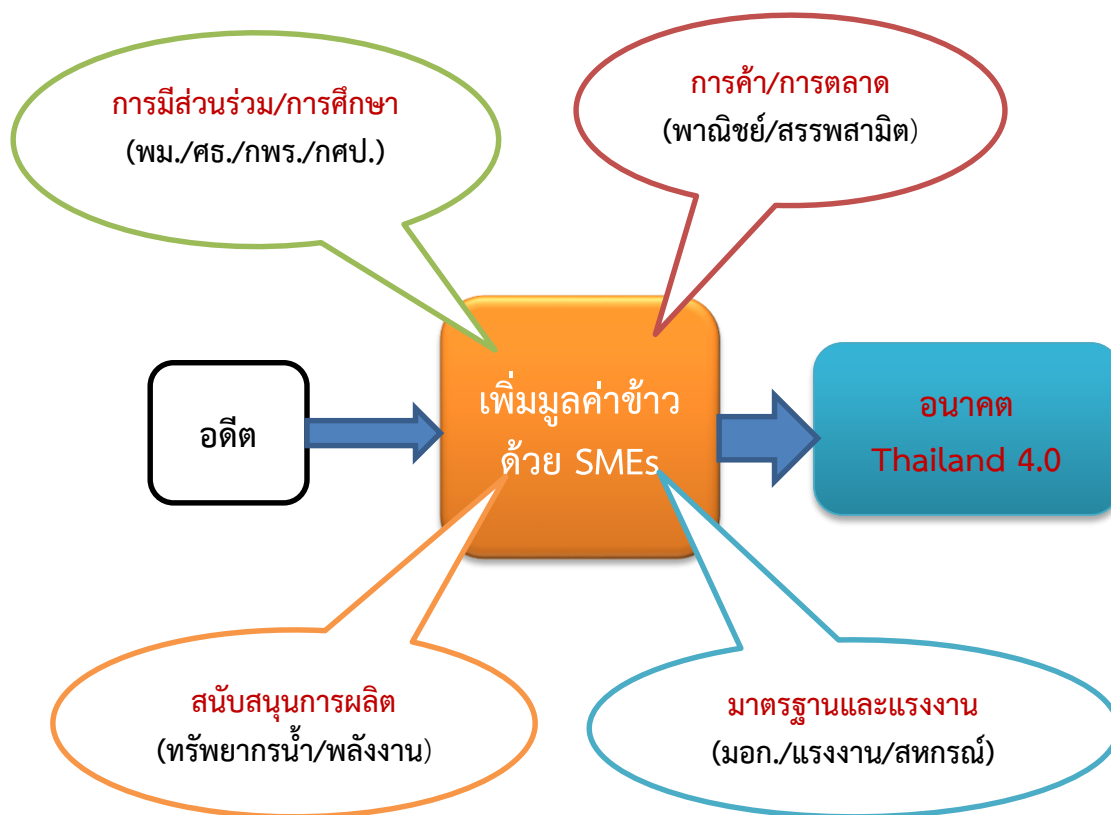 การมีส่วนร่วม/การศึกษา
(พม./ศธ./กพร./กศป.)
การค้า/การตลาด
(พาณิชย์/สรรพสามิต)
อดีต
เพิ่มมูลค่าข้าว
ด้วย SMEs
อนาคต
Thailand 4.0
สนับสนุนการผลิต
(ทรัพยากรน้ำ/พลังงาน)
มาตรฐานและแรงงาน
(มอก./แรงงาน/สหกรณ์)